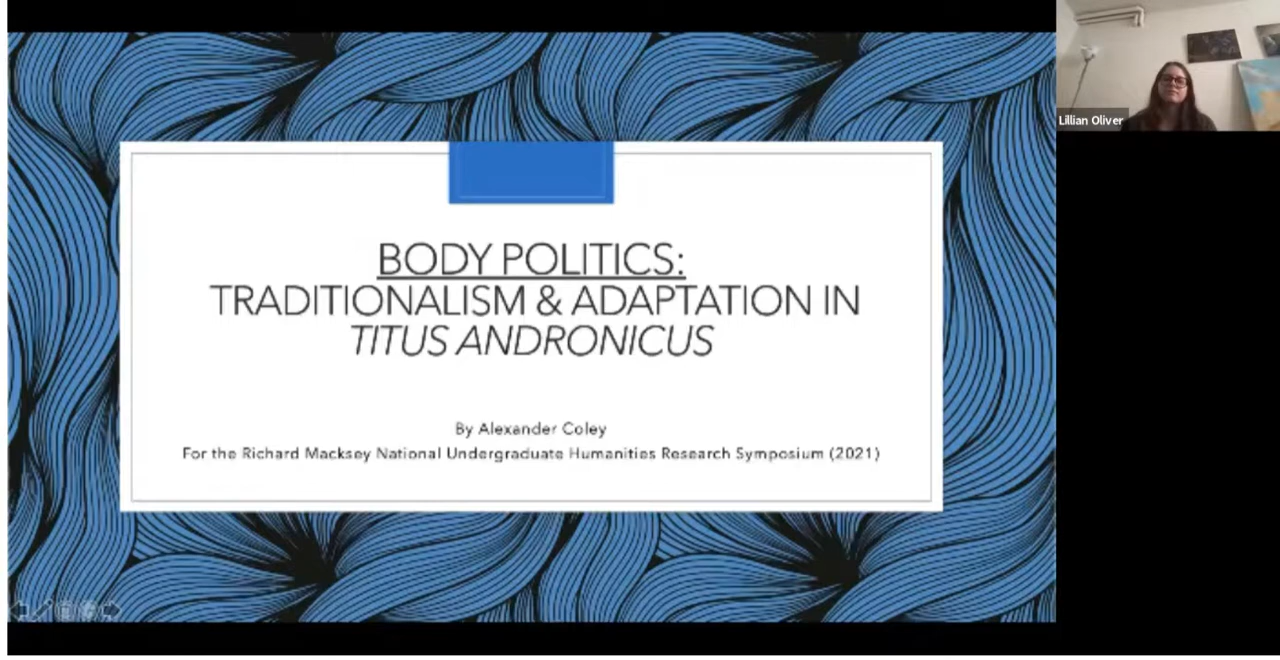 BODY POLITICS:
TRADITIONALISM & ADAPTATION IN
TITUS ANDRONICUS
By Alexander Coley
For the Richard Macksey National Undergraduate Humanities Research Symposium (2021)
Lillian Oliver